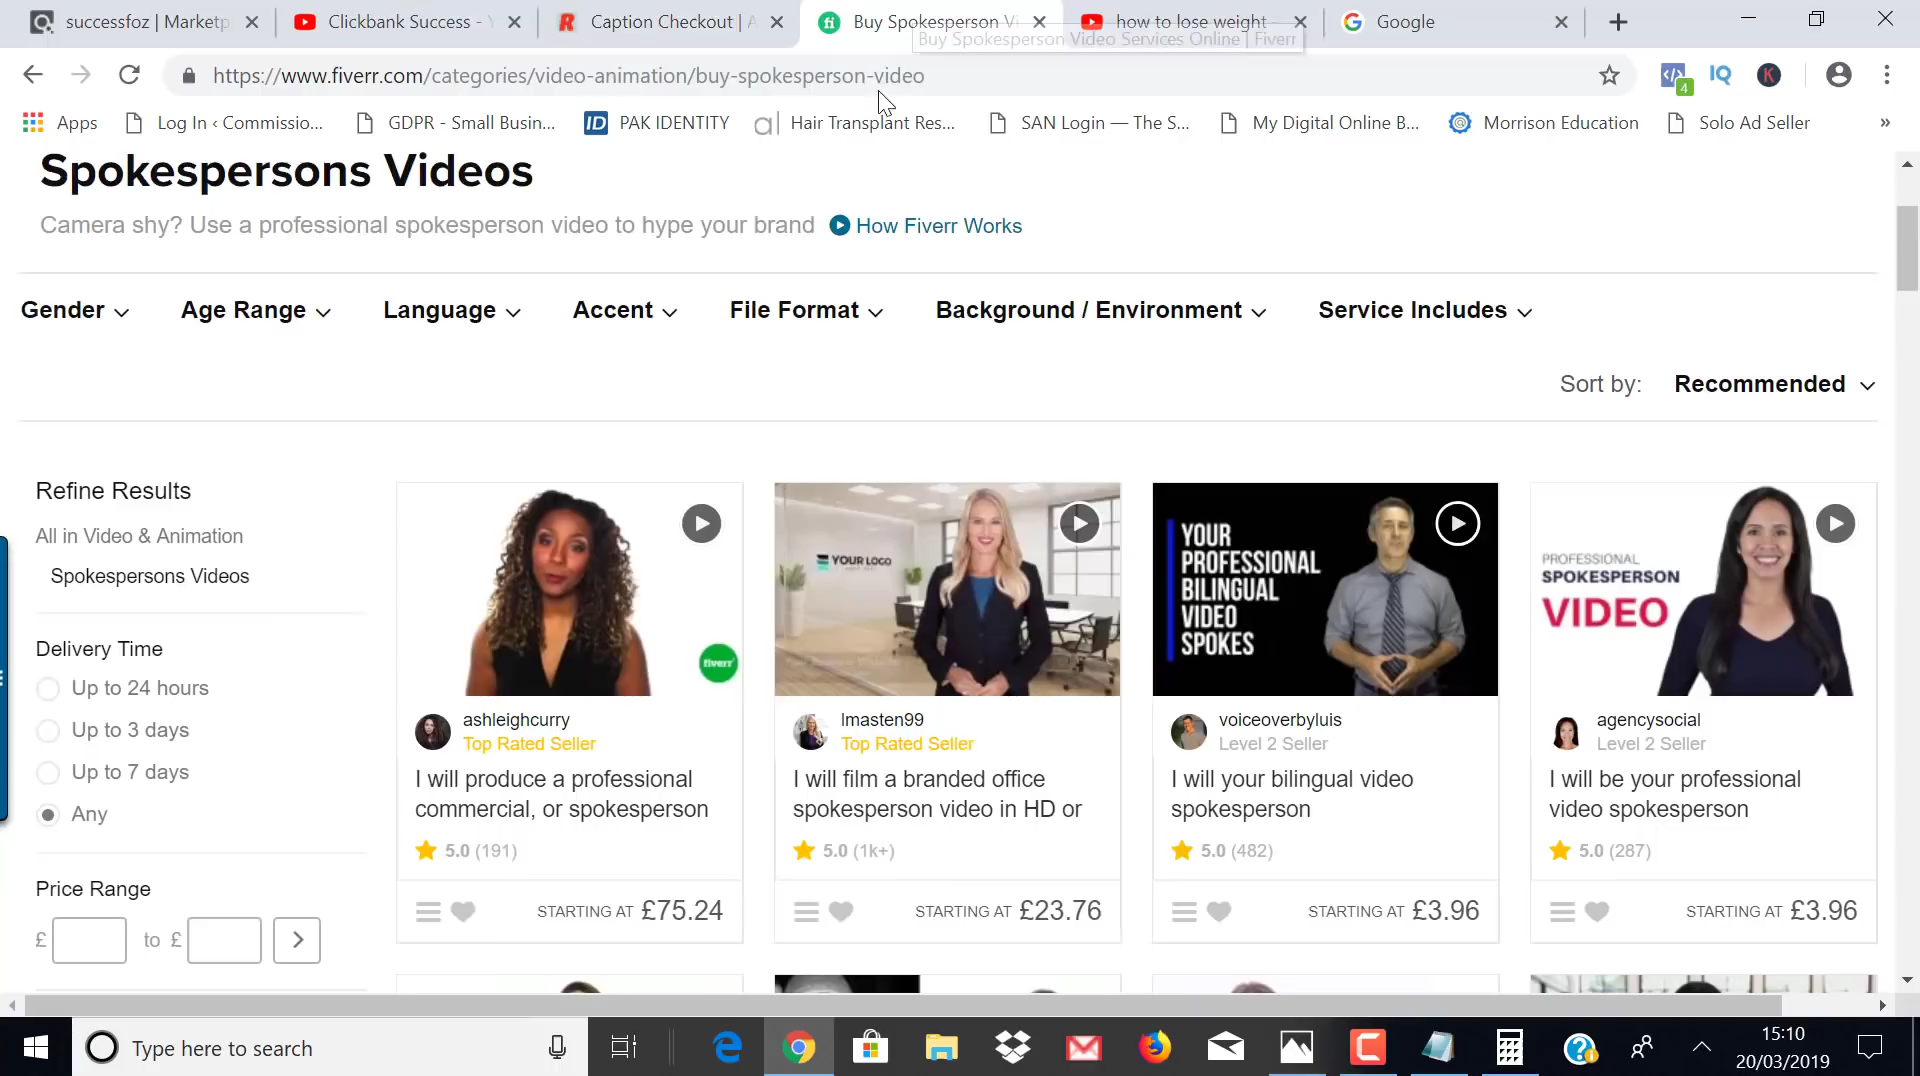 successfoz | Marketp
Clickbank Success - Y
Caption Checkout | A
Buy Spokesperson Vi
how to lose weight -
Google
Buy Spokesperson Video Services Online | Fiverr
https://www.fiverr.com/categories/video-animation/buy-spokesperson-video
4
Apps
Log In ‹ Commissio...
GDPR - Small Busin...
ID PAK IDENTITY
Hair Transplant Res...
SAN Login — The S...
My Digital Online B...
Morrison Education
Solo Ad Seller
»
Spokespersons Videos
Camera shy? Use a professional spokesperson video to hype your brand How Fiverr Works
Gender
Age Range
Language
Accent
File Format
Background / Environment
Service Includes
Sort by: Recommended
Refine Results
All in Video & Animation
Spokespersons Videos
Delivery Time
Up to 24 hours
Up to 3 days
Up to 7 days
Any
Price Range
£ to £
fiverr
ashleighcurry
Top Rated Seller
I will produce a professional
commercial, or spokesperson
5.0 (191)
STARTING AT £75.24
YOUR LOGO
lmasten99
Top Rated Seller
I will film a branded office
spokesperson video in HD or
5.0 (1k+)
STARTING AT £23.76
YOUR
PROFESSIONAL
BILINGUAL
VIDEO
SPOKES
voiceoverbyluis
Level 2 Seller
I will your bilingual video
spokesperson
5.0 (482)
STARTING AT £3.96
PROFESSIONAL
SPOKESPERSON
VIDEO
agencysocial
Level 2 Seller
I will be your professional
video spokesperson
5.0 (287)
STARTING AT £3.96
Type here to search
15:10
20/03/2019